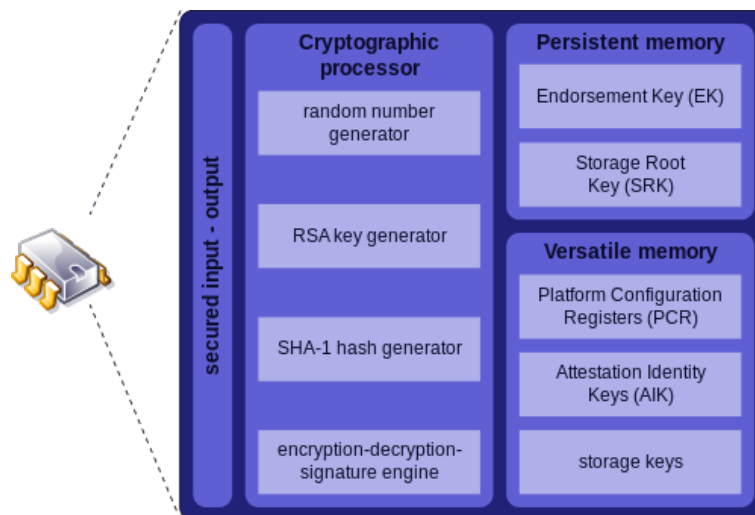 secured input - output
Cryptographic
processor
random number
generator
RSA key generator
SHA-1 hash generator
encryption-decryption-
signature engine
Persistent memory
Endorsement Key (EK)
Storage Root
Key (SRK)
Versatile memory
Platform Configuration
Registers (PCR)
Attestation Identity
Keys (AIK)
storage keys